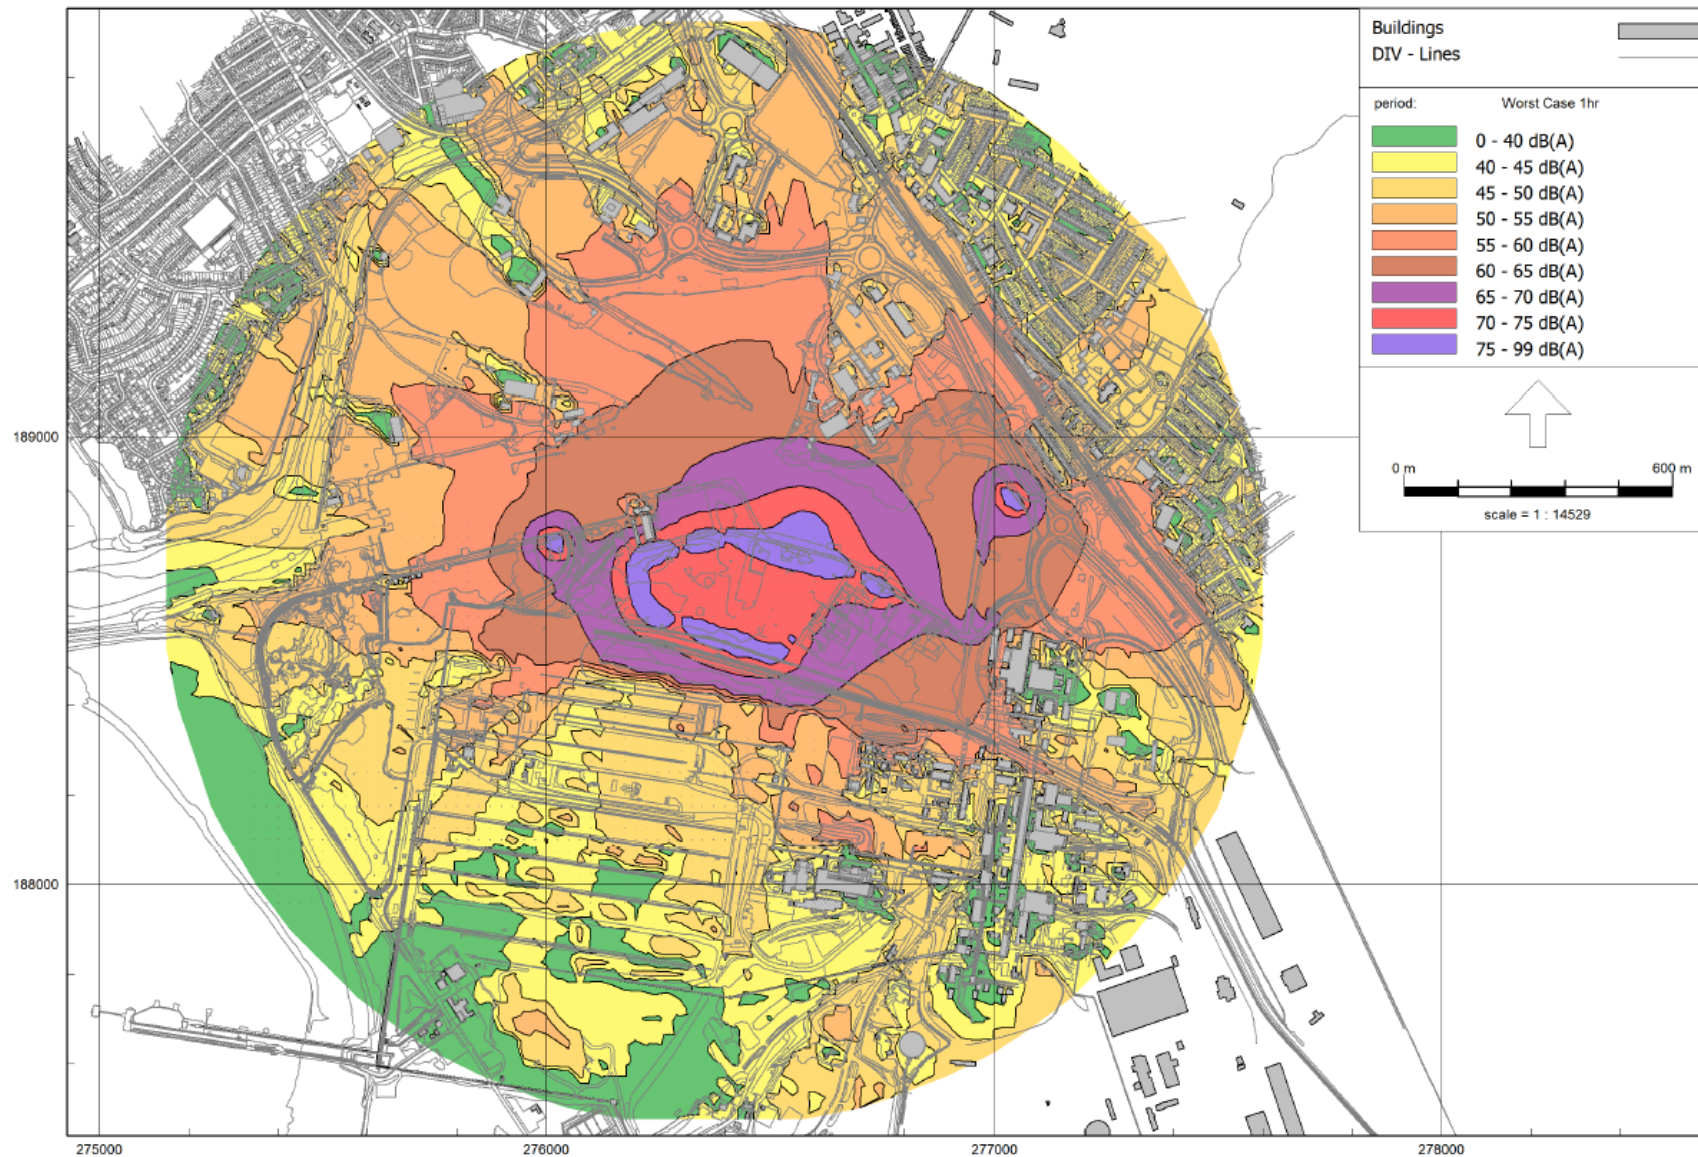 Buildings
DIV - Lines
period: Worst Case 1hr
0 - 40 dB(A)
40 - 45 dB(A)
45 - 50 dB(A)
50 - 55 dB(A)
55 - 60 dB(A)
60 - 65 dB(A)
65 - 70 dB(A)
70 - 75 dB(A)
75 - 99 dB(A)
0 m 600 m
scale = 1 : 14529
189000
188000
275000 276000 277000 278000